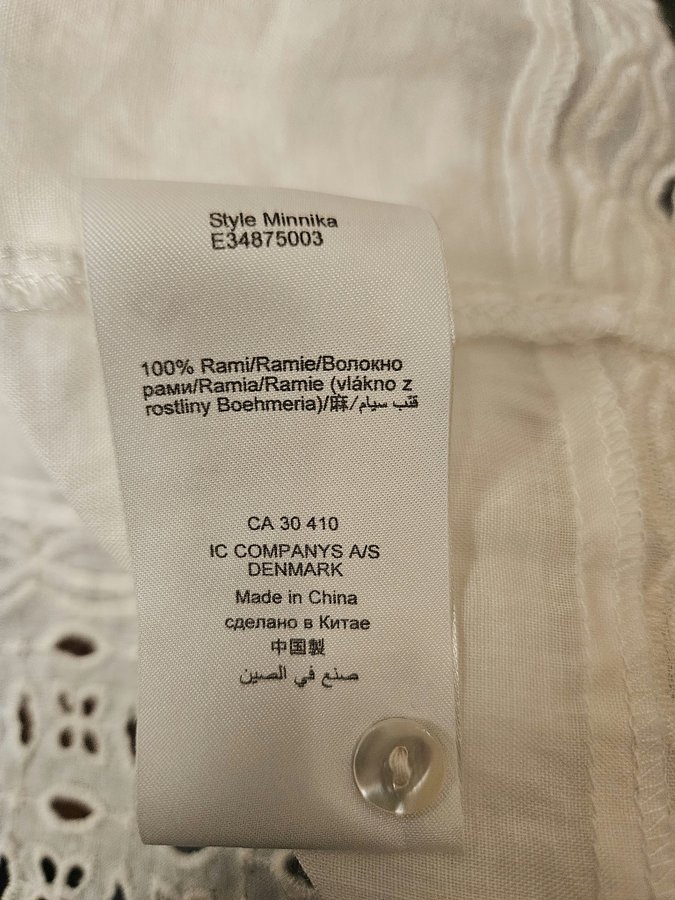 Style Minnika
E34875003
100% Rami/Ramie/Волокно
рами/Ramia/Ramie (vlákno z
rostliny Boehmeria)/麻/قنب سيام
CA 30 410
IC COMPANYS A/S
DENMARK
Made in China
сделано в Китае
中国製
صنع في الصين